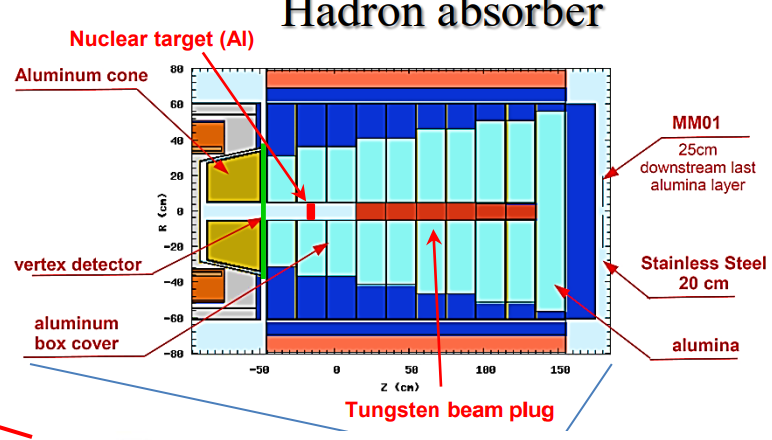 Hadron absorber
Nuclear target (Al)
Aluminum cone
80
60
40
20
0
-20
-40
-60
-80
R (cm)
MM01
25cm
downstream last
alumina layer
vertex detector
Stainless Steel
20 cm
aluminum
box cover
alumina
-50
0
50
100
150
Z (cm)
Tungsten beam plug